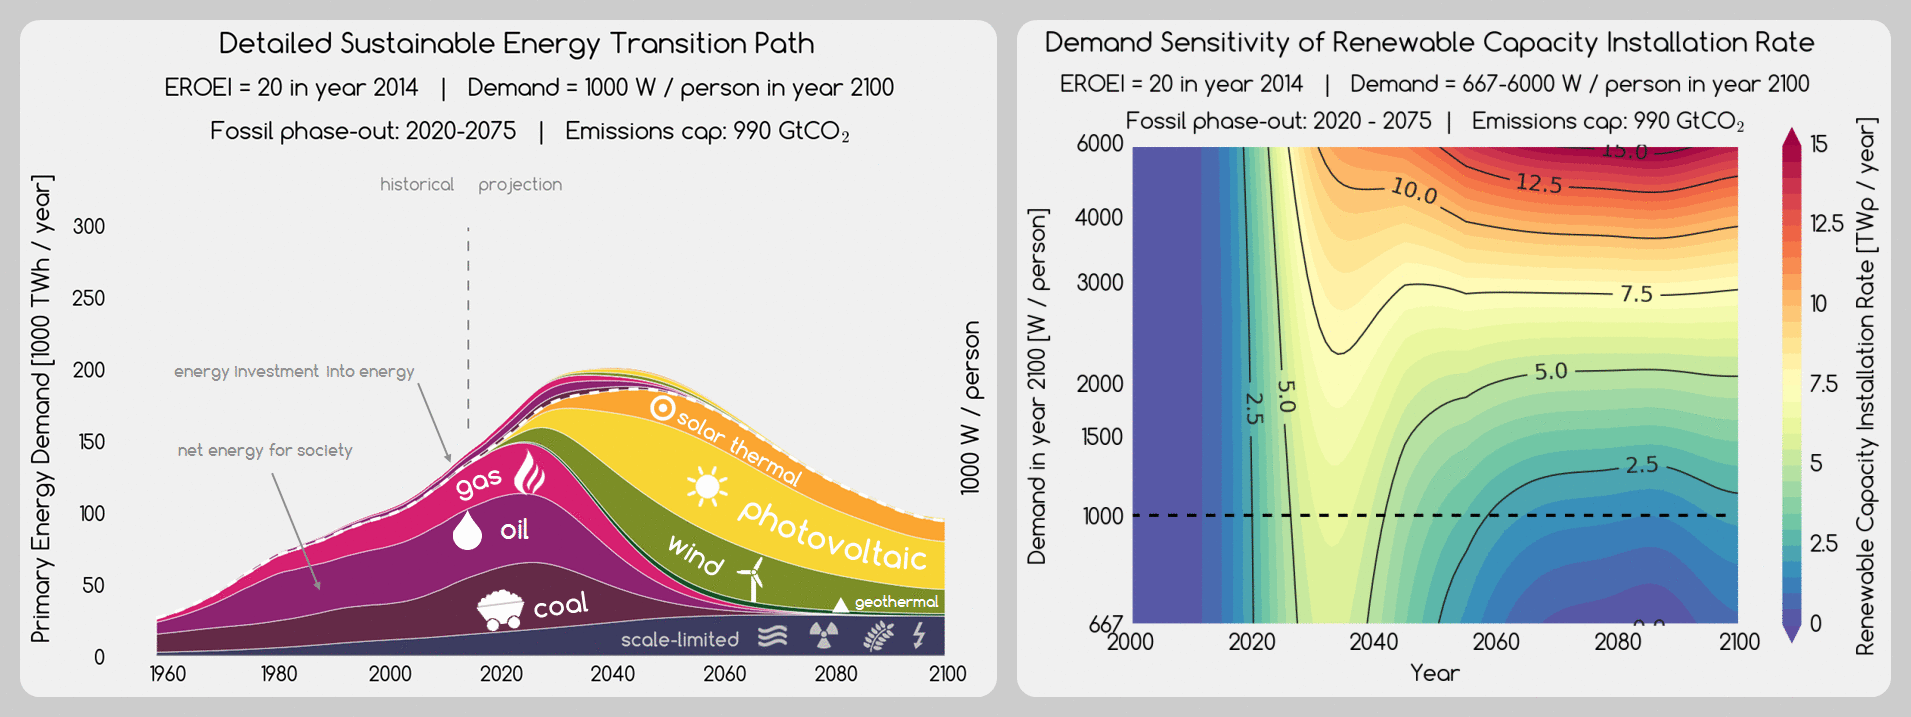 Detailed Sustainable Energy Transition Path
EROEI = 20 in year 2014 | Demand = 1000 W / person in year 2100
Fossil phase-out: 2020-2075 | Emissions cap: 990 GtCO₂
historical projection
Primary Energy Demand [1000 TWh / year]
300
250
200
150
100
50
0
energy investment into energy
net energy for society
gas
oil
coal
solar thermal
photovoltaic
wind
geothermal
scale-limited
1000 W / person
1960 1980 2000 2020 2040 2060 2080 2100
Demand Sensitivity of Renewable Capacity Installation Rate
EROEI = 20 in year 2014 | Demand = 667-6000 W / person in year 2100
Fossil phase-out: 2020 - 2075 | Emissions cap: 990 GtCO₂
Demand in year 2100 [W / person]
6000
4000
3000
2000
1500
1000
667
15.0
12.5
10.0
7.5
5.0
2.5
5.0
2.5
2000 2020 2040 2060 2080 2100
Year
15
12.5
10
7.5
5
2.5
0
Renewable Capacity Installation Rate [TWp / year]